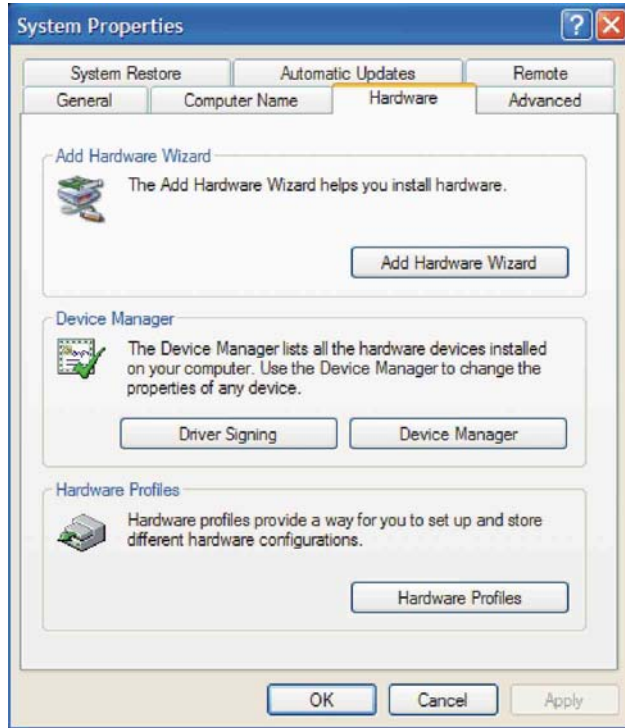 System Properties
?
System Restore Automatic Updates Remote
General Computer Name Hardware Advanced
Add Hardware Wizard
The Add Hardware Wizard helps you install hardware.
Add Hardware Wizard
Device Manager
The Device Manager lists all the hardware devices installed
on your computer. Use the Device Manager to change the
properties of any device.
Driver Signing Device Manager
Hardware Profiles
Hardware profiles provide a way for you to set up and store
different hardware configurations.
Hardware Profiles
OK Cancel Apply